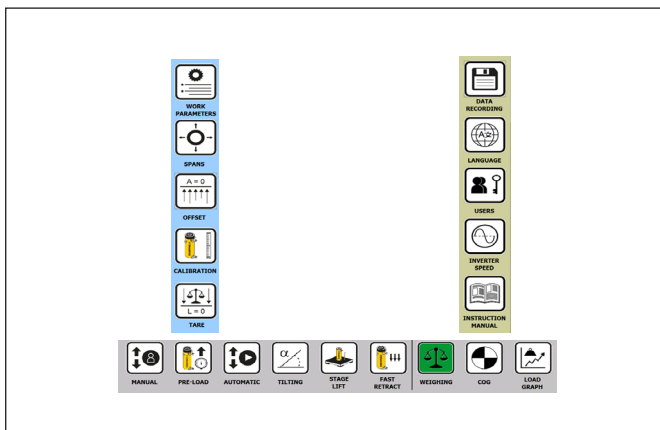 WORK
PARAMETERS
SPANS
A = 0
OFFSET
CALIBRATION
L = 0
TARE
DATA
RECORDING
A
LANGUAGE
USERS
INVERTER
SPEED
INSTRUCTION
MANUAL
MANUAL
PRE-LOAD
AUTOMATIC
α
TILTING
STAGE
LIFT
FAST
RETRACT
WEIGHING
COG
LOAD
GRAPH